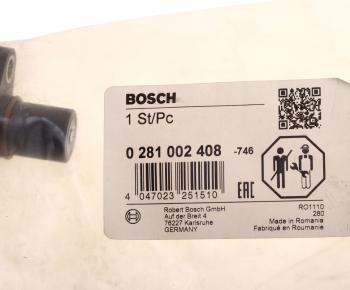 BOSCH
1 St/Pc
0 281 002 408 -746
4 047023 251510
EAC
Robert Bosch GmbH
Auf der Breit 4
76227 Karlsruhe
GERMANY
RO1110
280
Made in Romania
Fabriqué en Roumanie